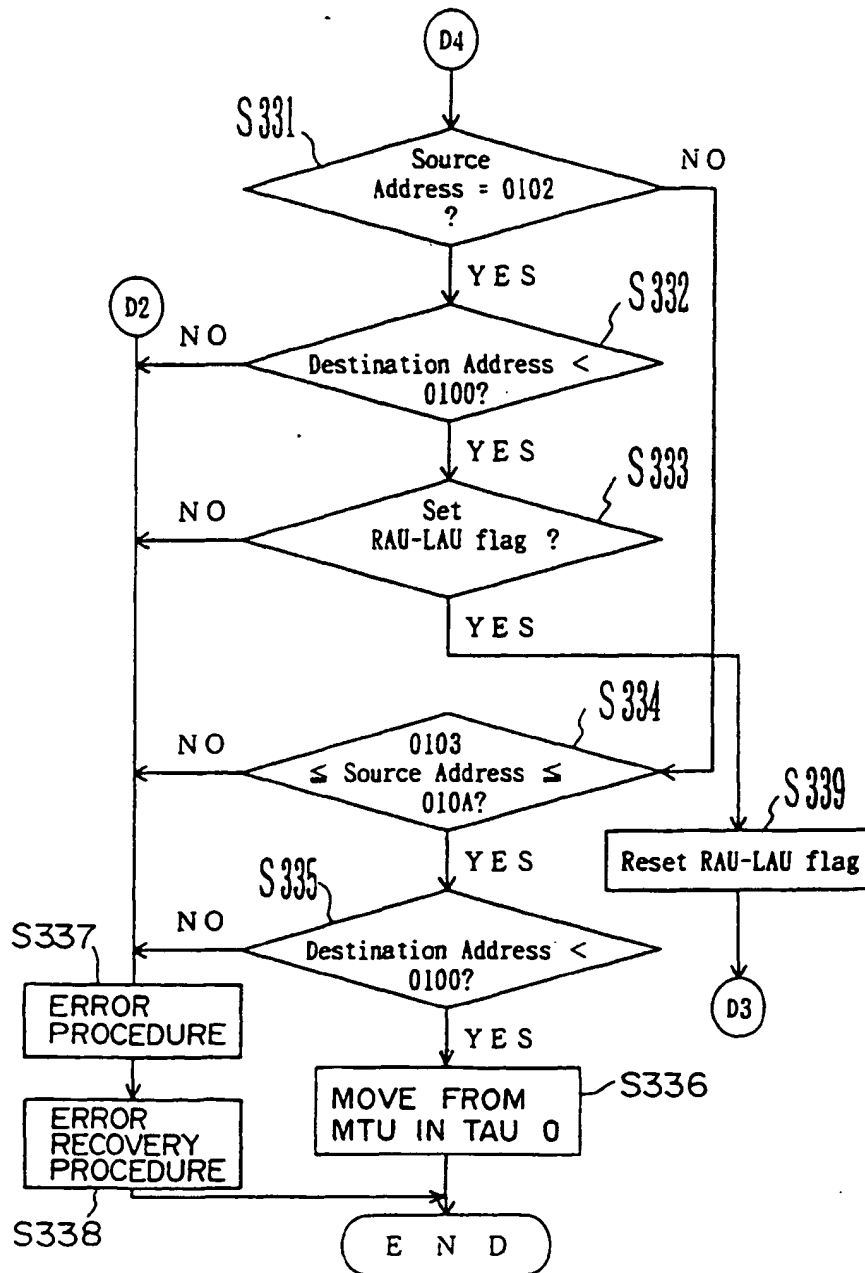 D4
S331
Source
Address = 0102
?
NO
YES
D2
S332
NO
Destination Address <
0100?
YES
S333
NO
Set
RAU-LAU flag ?
YES
S334
NO
0103
≦ Source Address ≦
010A?
S339
YES
Reset RAU-LAU flag
S335
NO
Destination Address <
0100?
S337
D3
ERROR
PROCEDURE
YES
S336
MOVE FROM
MTU IN TAU 0
ERROR
RECOVERY
PROCEDURE
S338
END